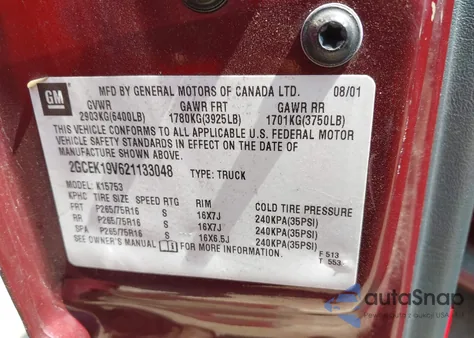 GM
MFD BY GENERAL MOTORS OF CANADA LTD. 08/01
GVWR GAWR FRT GAWR RR
2903KG(6400LB) 1780KG(3925LB) 1701KG(3750LB)
THIS VEHICLE CONFORMS TO ALL APPLICABLE U.S. FEDERAL MOTOR
VEHICLE SAFETY STANDARDS IN EFFECT ON THE DATE OF
MANUFACTURE SHOWN ABOVE.
2GCEK19V621133048 TYPE: TRUCK
MODEL: K15753
KPHC TIRE SIZE SPEED RTG RIM COLD TIRE PRESSURE
FRT P265/75R16 S 16X7J 240KPA(35PSI)
RR P265/75R16 S 16X7J 240KPA(35PSI)
SPA P265/75R16 S 16X6.5J 240KPA(35PSI)
SEE OWNER'S MANUAL FOR MORE INFORMATION.
F 513
T 553
autoSnap